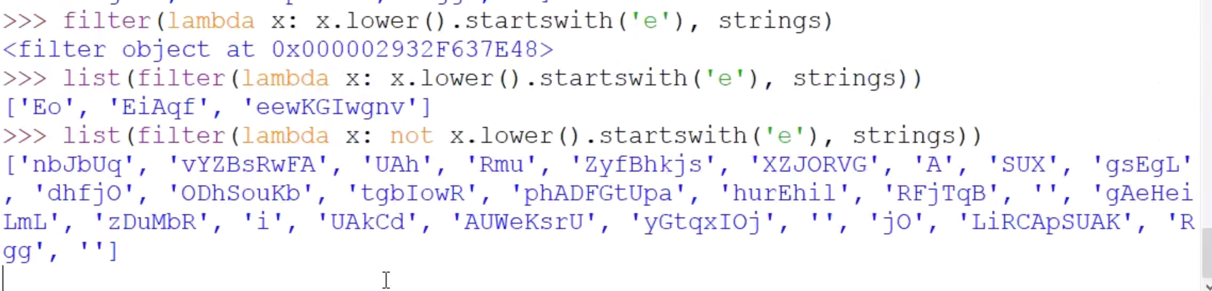 >>> filter(lambda x: x.lower().startswith('e'), strings)
<filter object at 0x000002932F637E48>
>>> list(filter(lambda x: x.lower().startswith('e'), strings))
['Eo', 'EiAqf', 'eewKGIwgnv']
>>> list(filter(lambda x: not x.lower().startswith('e'), strings))
['nbJbUq', 'vYZBsRwFA', 'UAh', 'Rmu', 'ZyfBhkjs', 'XZJORVG', 'A', 'SUX', 'gsEgL'
, 'dhfjO', 'ODhSouKb', 'tgbIowR', 'phADFGtUpa', 'hurEhil', 'RFjTqB', '', 'gAeHei
LmL', 'zDuMbR', 'i', 'UAkCd', 'AUWeKsrU', 'yGtqxIOj', '', 'jO', 'LiRCApSUAK', 'R
gg', '']